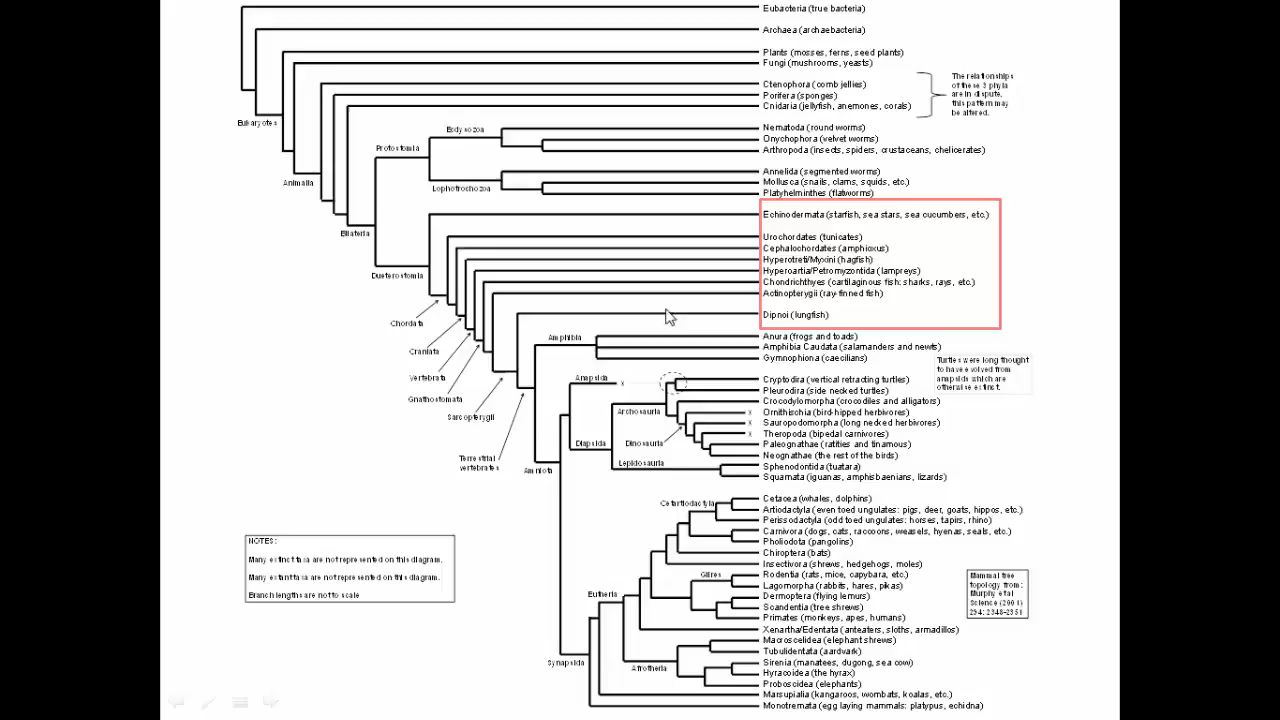 Eubacteria (true bacteria)
Archaea (archaebacteria)
Plants (mosses, ferns, seed plants)
Fungi (mushrooms, yeasts)
Ctenophora (comb jellies)
Porifera (sponges)
Cnidaria (jellyfish, anemones, corals)
The relationships
of these 3 phyla
are in dispute,
this pattern may
be altered.
Eukaryotes
Nematoda (round worms)
Onychophora (velvet worms)
Arthropoda (insects, spiders, crustaceans, chelicerates)
Ecdysozoa
Protostomia
Animalia
Annelida (segmented worms)
Mollusca (snails, clams, squids, etc.)
Platyhelminthes (flatworms)
Lophotrochozoa
Echinodermata (starfish, sea stars, sea cucumbers, etc.)
Bilateria
Urochordates (tunicates)
Cephalochordates (amphioxus)
Hyperotreti/Myxini (hagfish)
Hyperoartia/Petromyzontida (lampreys)
Chondrichthyes (cartilaginous fish: sharks, rays, etc.)
Actinopterygii (ray-finned fish)
Dueterostomia
Dipnoi (lungfish)
Chordata
Craniata
Vertebrata
Gnathostomata
Sarcopterygii
Terrestrial
vertebrates
Amphibia
Anura (frogs and toads)
Amphibia Caudata (salamanders and newts)
Gymnophiona (caecilians)
Turtles were long thought
to have evolved from
anapsids which are
otherwise extinct.
Anapsida
x
Cryptodira (vertical retracting turtles)
Pleurodira (side necked turtles)
Crocodylomorpha (crocodiles and alligators)
Archosauria
x Ornithischia (bird-hipped herbivores)
x Sauropodomorpha (long necked herbivores)
x Theropoda (bipedal carnivores)
Diapsida
Dinosauria
Paleognathae (ratities and tinamous)
Neognathae (the rest of the birds)
Lepidosauria
Sphenodontida (tuatara)
Squamata (iguanas, amphisbaenians, lizards)
Amniota
Cetartiodactyla
Cetacea (whales, dolphins)
Artiodactyla (even toed ungulates: pigs, deer, goats, hippos, etc.)
Perissodactyla (odd toed ungulates: horses, tapirs, rhino)
Carnivora (dogs, cats, raccoons, weasels, hyenas, seals, etc.)
Pholiodota (pangolins)
Chiroptera (bats)
Insectivora (shrews, hedgehogs, moles)
Glires
Rodentia (rats, mice, capybara, etc.)
Lagomorpha (rabbits, hares, pikas)
Eutheria
Dermoptera (flying lemurs)
Scandentia (tree shrews)
Primates (monkeys, apes, humans)
Xenartha/Edentata (anteaters, sloths, armadillos)
Macroscelidea (elephant shrews)
Tubulidentata (aardvark)
Synapsida
Afrotheria
Sirenia (manatees, dugong, sea cow)
Hyracoidea (the hyrax)
Proboscidea (elephants)
Marsupialia (kangaroos, wombats, koalas, etc.)
Monotremata (egg laying mammals: platypus, echidna)
NOTES:
Many extinct taxa are not represented on this diagram.
Many extant taxa are not represented on this diagram.
Branch lengths are not to scale
Mammal tree
topology from:
Murphy et al
Science (2001)
294: 2348-2351